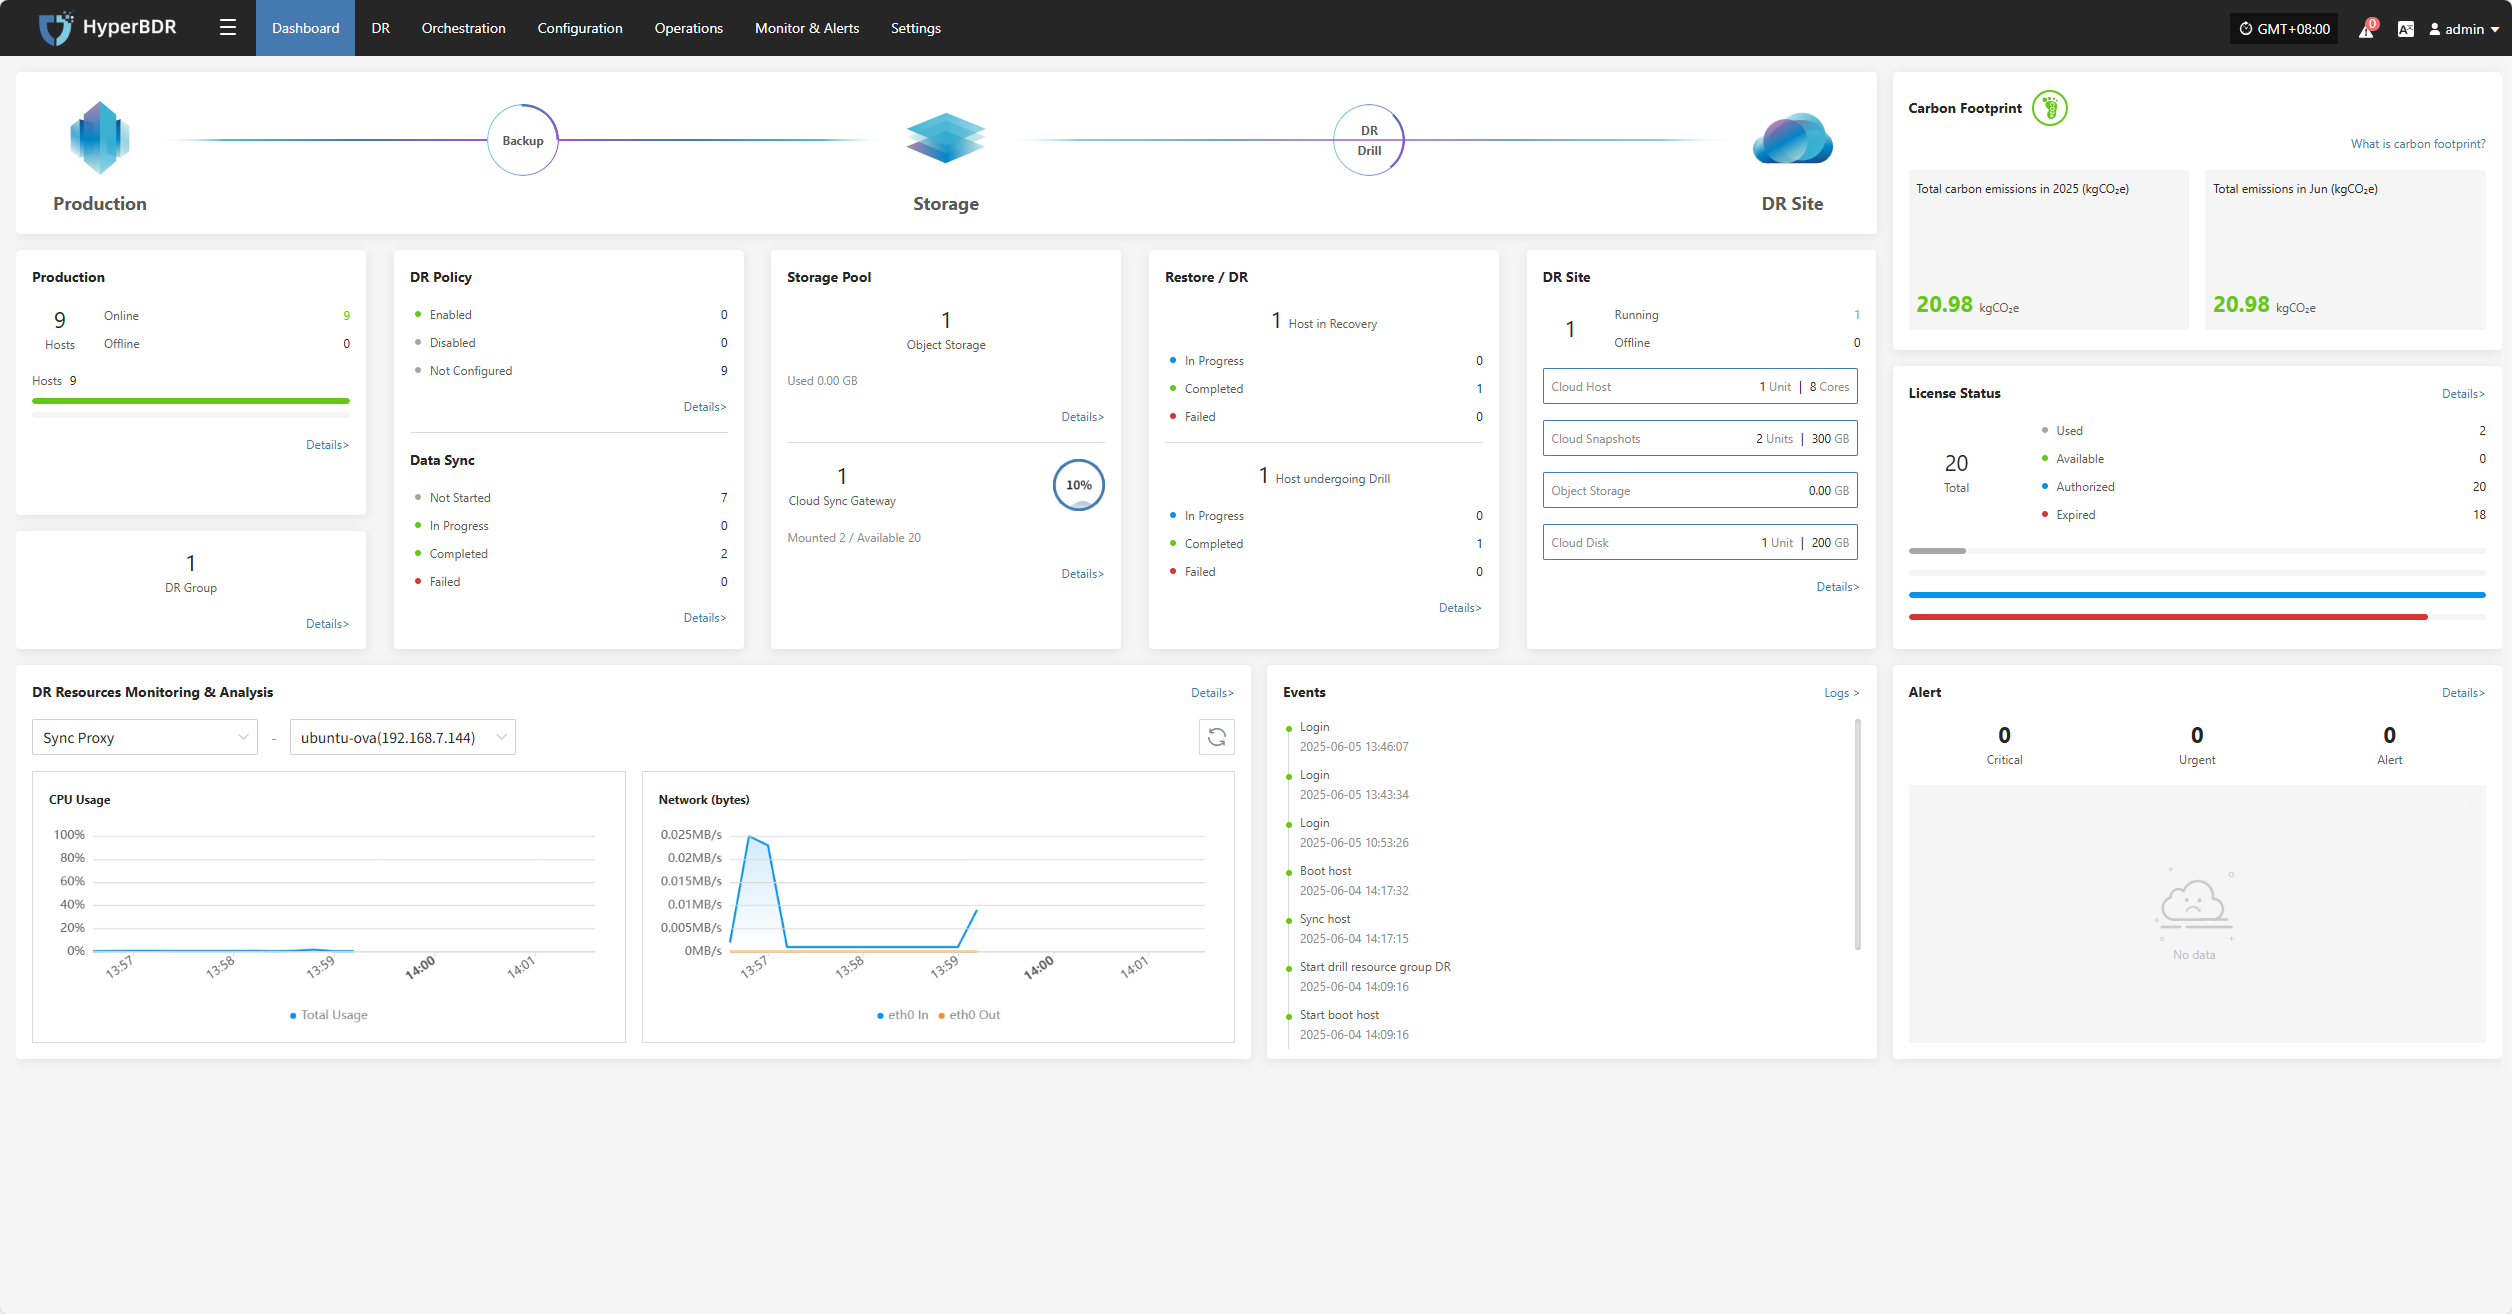 HyperBDR
Dashboard
DR
Orchestration
Configuration
Operations
Monitor & Alerts
Settings
GMT+08:00
0
admin
Backup
DR
Drill
Production
Storage
DR Site
Carbon Footprint
What is carbon footprint?
Total carbon emissions in 2025 (kgCO₂e)
20.98 kgCO₂e
Total emissions in Jun (kgCO₂e)
20.98 kgCO₂e
Production
9
Hosts
Online 9
Offline 0
Hosts 9
Details>
1
DR Group
Details>
DR Policy
Enabled 0
Disabled 0
Not Configured 9
Details>
Data Sync
Not Started 7
In Progress 0
Completed 2
Failed 0
Details>
Storage Pool
1
Object Storage
Used 0.00 GB
Details>
1
Cloud Sync Gateway
10%
Mounted 2 / Available 20
Details>
Restore / DR
1 Host in Recovery
In Progress 0
Completed 1
Failed 0
1 Host undergoing Drill
In Progress 0
Completed 1
Failed 0
Details>
DR Site
1
Running 1
Offline 0
Cloud Host 1 Unit | 8 Cores
Cloud Snapshots 2 Units | 300 GB
Object Storage 0.00 GB
Cloud Disk 1 Unit | 200 GB
Details>
License Status
Details>
20
Total
Used 2
Available 0
Authorized 20
Expired 18
DR Resources Monitoring & Analysis
Details>
Sync Proxy - ubuntu-ova(192.168.7.144)
CPU Usage
100%
80%
60%
40%
20%
0%
13:57 13:58 13:59 14:00 14:01
Total Usage
Network (bytes)
0.025MB/s
0.02MB/s
0.015MB/s
0.01MB/s
0.005MB/s
0MB/s
13:57 13:58 13:59 14:00 14:01
eth0 In eth0 Out
Events
Logs >
Login
2025-06-05 13:46:07
Login
2025-06-05 13:43:34
Login
2025-06-05 10:53:26
Boot host
2025-06-04 14:17:32
Sync host
2025-06-04 14:17:15
Start drill resource group DR
2025-06-04 14:09:16
Start boot host
2025-06-04 14:09:16
Alert
Details>
0
Critical
0
Urgent
0
Alert
No data